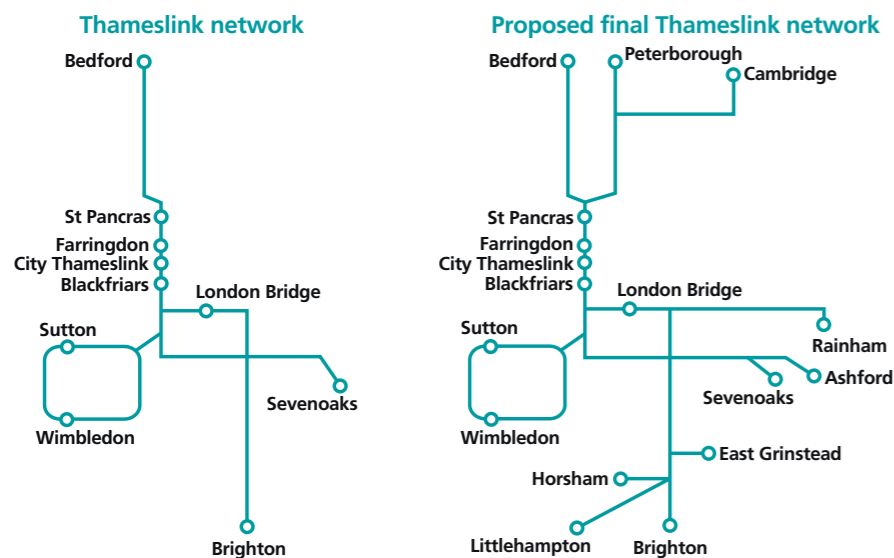 Thameslink network
Bedford
St Pancras
Farringdon
City Thameslink
Blackfriars
London Bridge
Sutton
Sevenoaks
Wimbledon
Brighton
Proposed final Thameslink network
Bedford
Peterborough
Cambridge
St Pancras
Farringdon
City Thameslink
Blackfriars
London Bridge
Sutton
Rainham
Ashford
Sevenoaks
Wimbledon
East Grinstead
Horsham
Littlehampton
Brighton